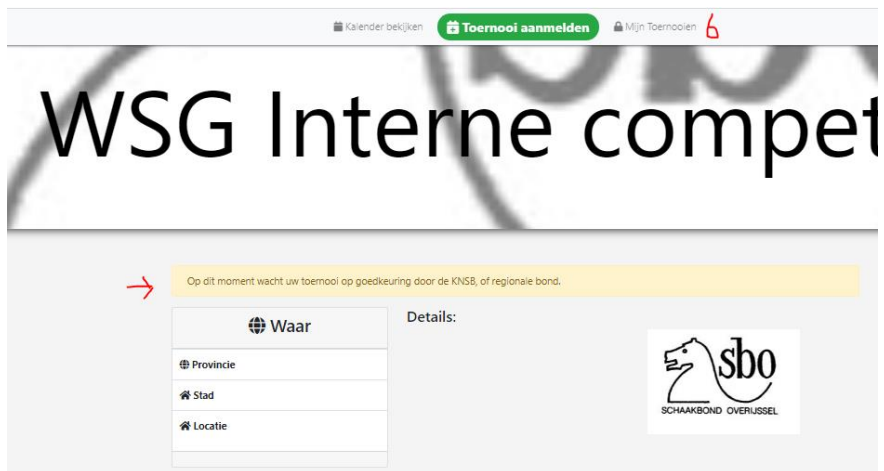 Kalender bekijken Toernooi aanmelden Mijn Toernooien 6
WSG Interne compet
Op dit moment wacht uw toernooi op goedkeuring door de KNSB, of regionale bond.
Waar
Provincie
Stad
Locatie
Details:
sbo
SCHAAKBOND OVERIJSSEL